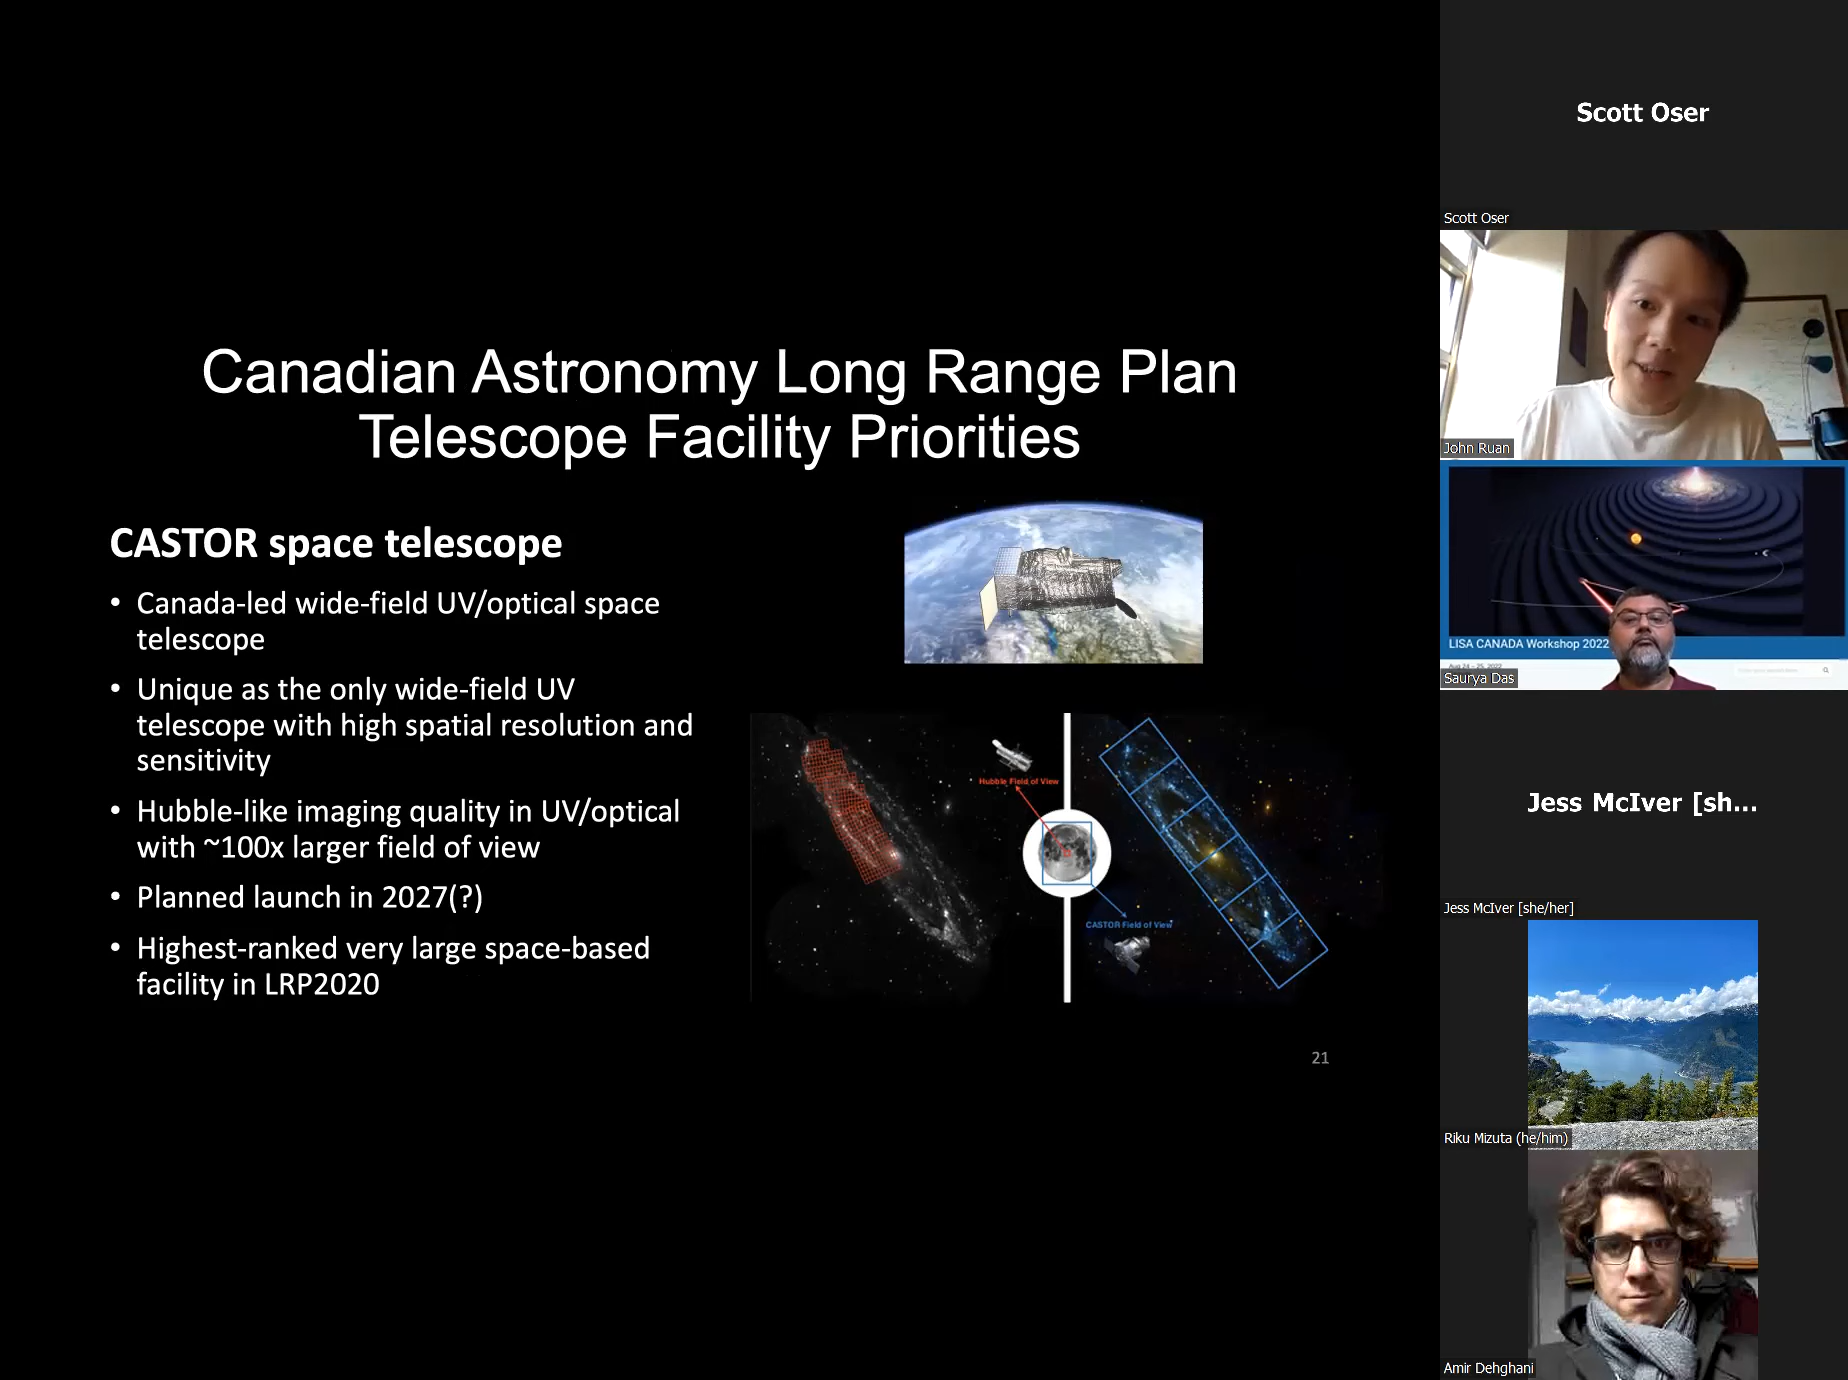 Canadian Astronomy Long Range Plan
Telescope Facility Priorities
CASTOR space telescope
• Canada-led wide-field UV/optical space
telescope
• Unique as the only wide-field UV
telescope with high spatial resolution and
sensitivity
• Hubble-like imaging quality in UV/optical
with ~100x larger field of view
• Planned launch in 2027(?)
• Highest-ranked very large space-based
facility in LRP2020
Hubble Field of View
CASTOR Field of View
21
Scott Oser
Scott Oser
John Ruan
LISA CANADA Workshop 2022
Aug 24 – 25, 2022
Saurya Das
Jess McIver [sh...
Jess McIver [she/her]
Riku Mizuta (he/him)
Amir Dehghani